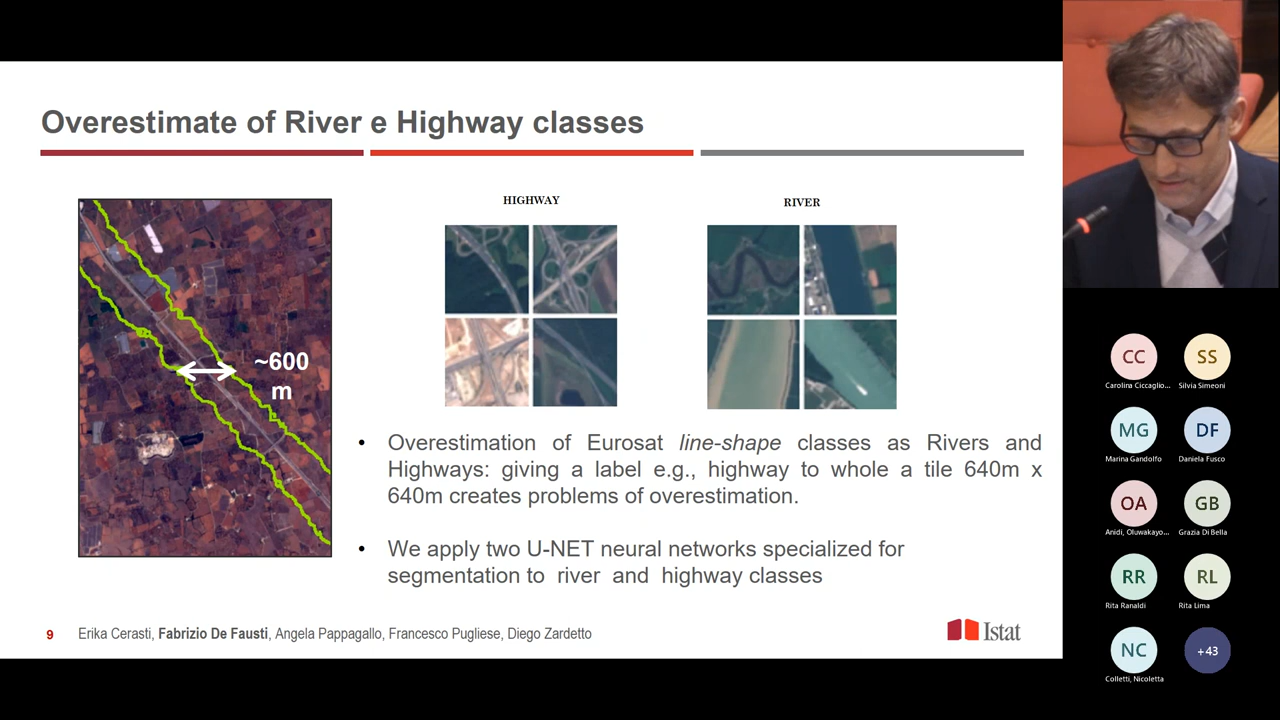 Overestimate of River e Highway classes
HIGHWAY
RIVER
~600
m
• Overestimation of Eurosat line-shape classes as Rivers and
Highways: giving a label e.g., highway to whole a tile 640m x
640m creates problems of overestimation.
• We apply two U-NET neural networks specialized for
segmentation to river and highway classes
9 Erika Cerasti, Fabrizio De Fausti, Angela Pappagallo, Francesco Pugliese, Diego Zardetto
Istat
CC
SS
Carolina Ciccaglio...
Silvia Simeoni
MG
DF
Marina Gandolfo
Daniela Fusco
OA
GB
Anidi, Oluwakayo...
Grazia Di Bella
RR
RL
Rita Ranaldi
Rita Lima
NC
+43
Colletti, Nicoletta